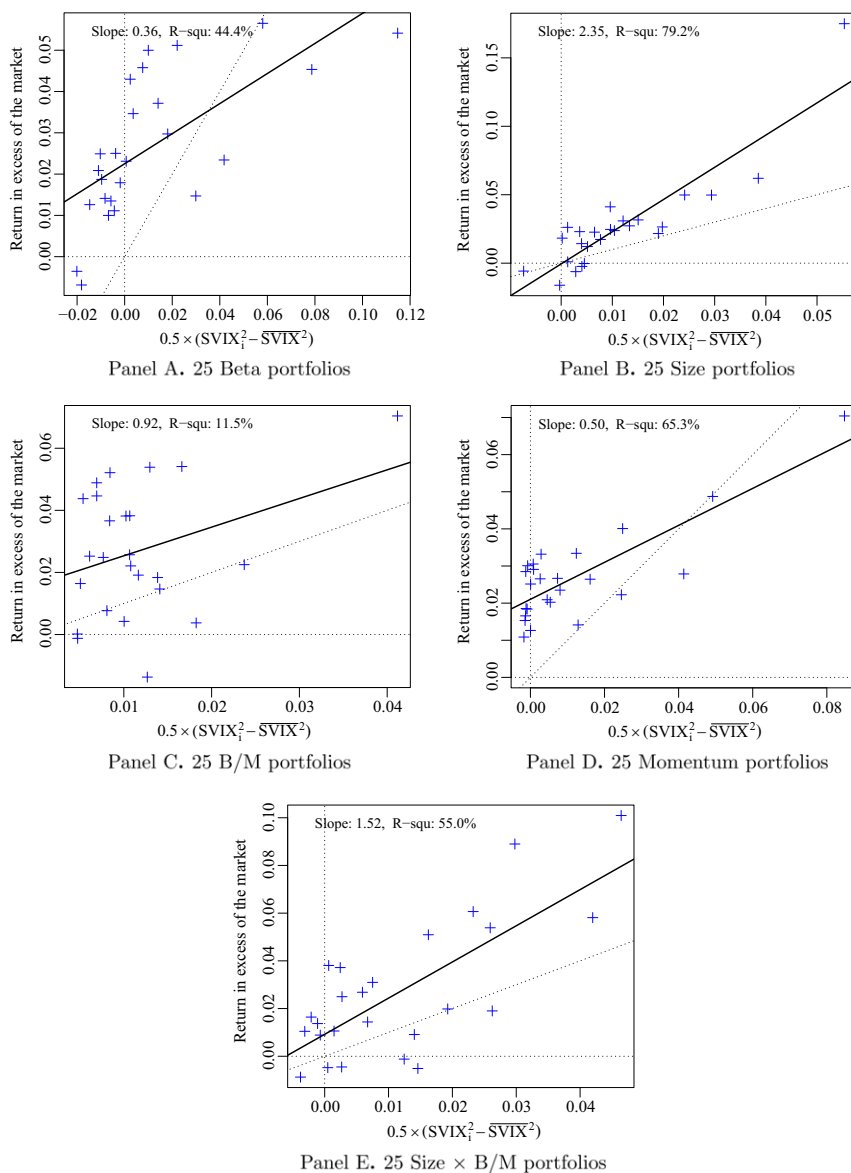 Slope: 0.36, R−squ: 44.4%
Return in excess of the market
0.00 0.01 0.02 0.03 0.04 0.05
−0.02 0.00 0.02 0.04 0.06 0.08 0.10 0.12
0.5 × (SVIX²ᵢ − S̅V̅I̅X̅²)
Panel A. 25 Beta portfolios
Slope: 2.35, R−squ: 79.2%
Return in excess of the market
0.00 0.05 0.10 0.15
0.00 0.01 0.02 0.03 0.04 0.05
0.5 × (SVIX²ᵢ − S̅V̅I̅X̅²)
Panel B. 25 Size portfolios
Slope: 0.92, R−squ: 11.5%
Return in excess of the market
0.00 0.02 0.04 0.06
0.01 0.02 0.03 0.04
0.5 × (SVIX²ᵢ − S̅V̅I̅X̅²)
Panel C. 25 B/M portfolios
Slope: 0.50, R−squ: 65.3%
Return in excess of the market
0.00 0.02 0.04 0.06
0.00 0.02 0.04 0.06 0.08
0.5 × (SVIX²ᵢ − S̅V̅I̅X̅²)
Panel D. 25 Momentum portfolios
Slope: 1.52, R−squ: 55.0%
Return in excess of the market
0.00 0.02 0.04 0.06 0.08 0.10
0.00 0.01 0.02 0.03 0.04
0.5 × (SVIX²ᵢ − S̅V̅I̅X̅²)
Panel E. 25 Size × B/M portfolios